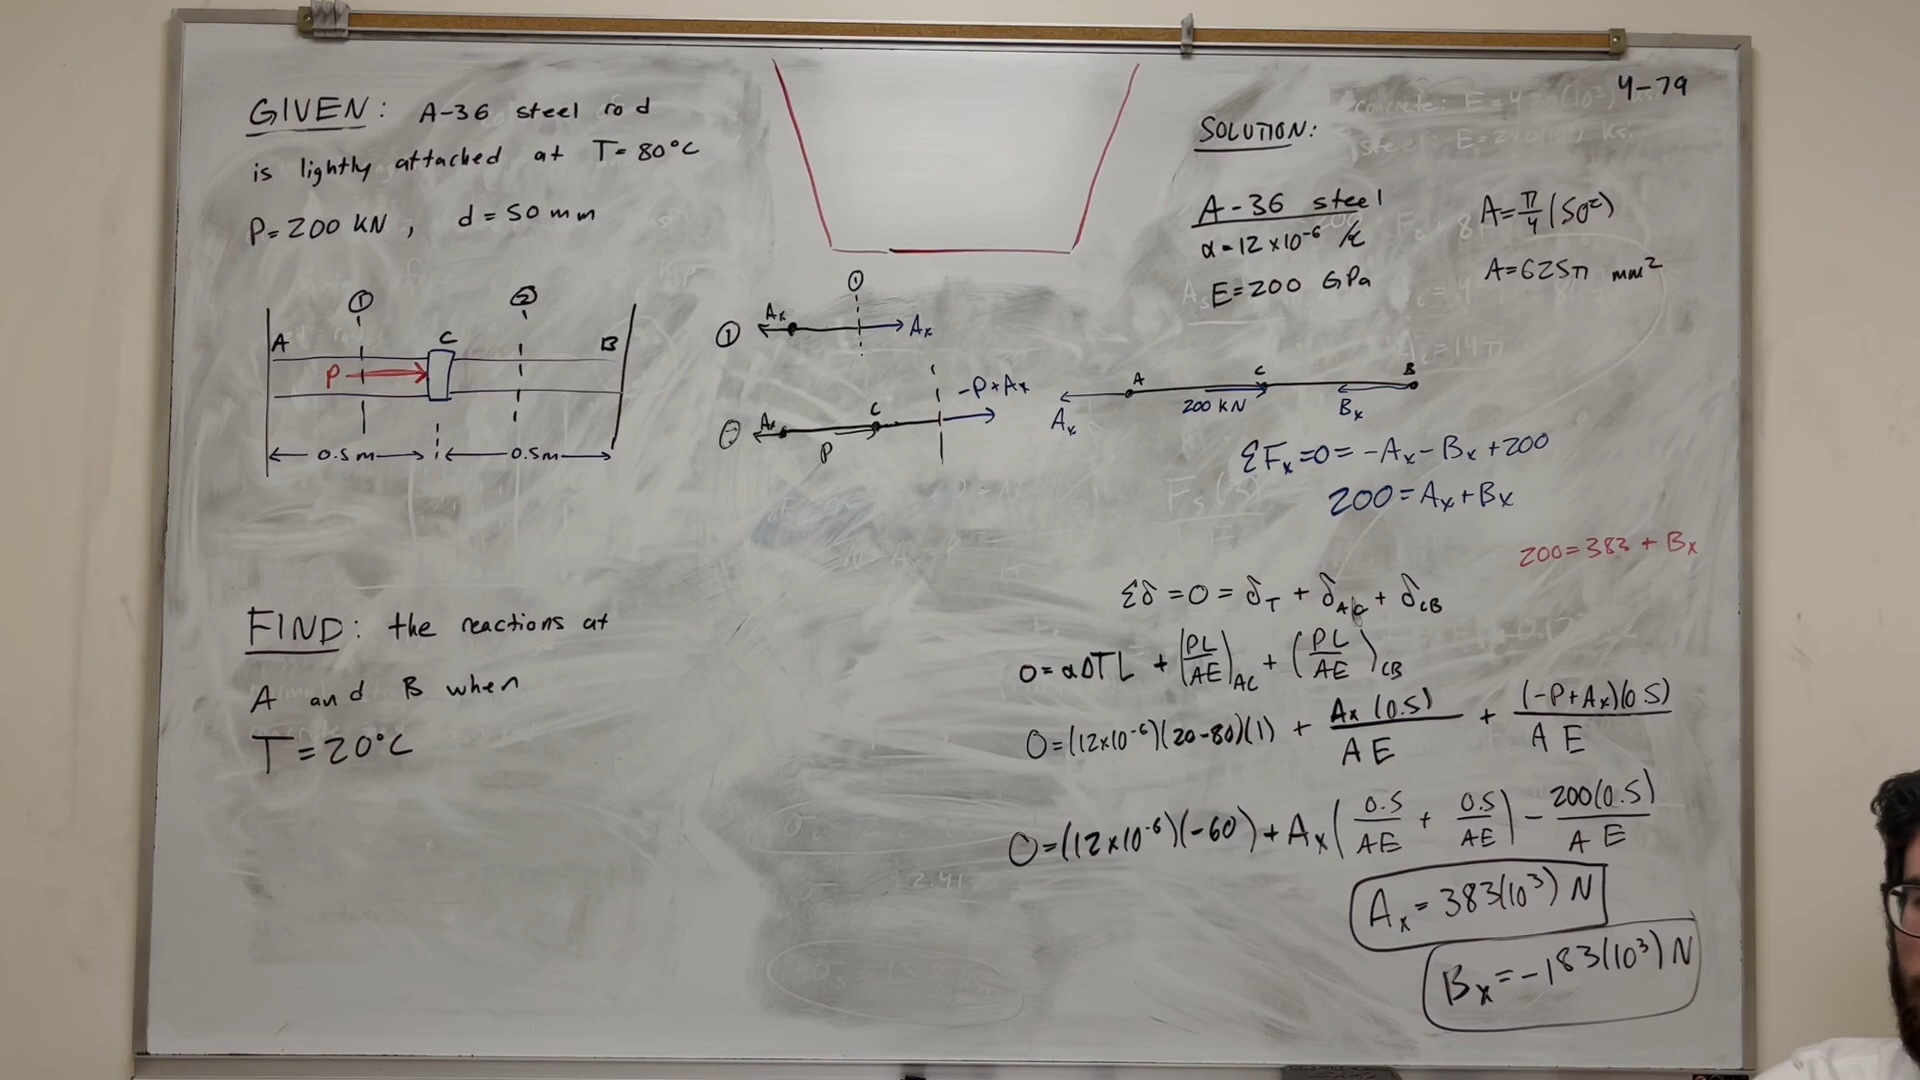 GIVEN: A-36 steel rod
is lightly attached at T=80°C
P=200 KN, d=50mm
① ②
A C B
P
0.5m 0.5m
FIND: the reactions at
A and B when
T=20°C
①
① Ax Ax
② Ax C -P+Ax
P
4-79
SOLUTION:
A-36 steel
α=12×10⁻⁶ /c
E=200 GPa
A=π/4(50²)
A=625π mm²
A C B
Ax 200 KN Bx
ΣFx=0=-Ax-Bx+200
200=Ax+Bx
200=383+Bx
Σδ=0=δT+δAC+δCB
0=αΔTL+(PL/AE)AC+(PL/AE)CB
0=(12×10⁻⁶)(20-80)(1)+Ax(0.5)/AE+(-P+Ax)(0.5)/AE
0=(12×10⁻⁶)(-60)+Ax(0.5/AE+0.5/AE)-200(0.5)/AE
Ax=383(10³) N
Bx=-183(10³) N